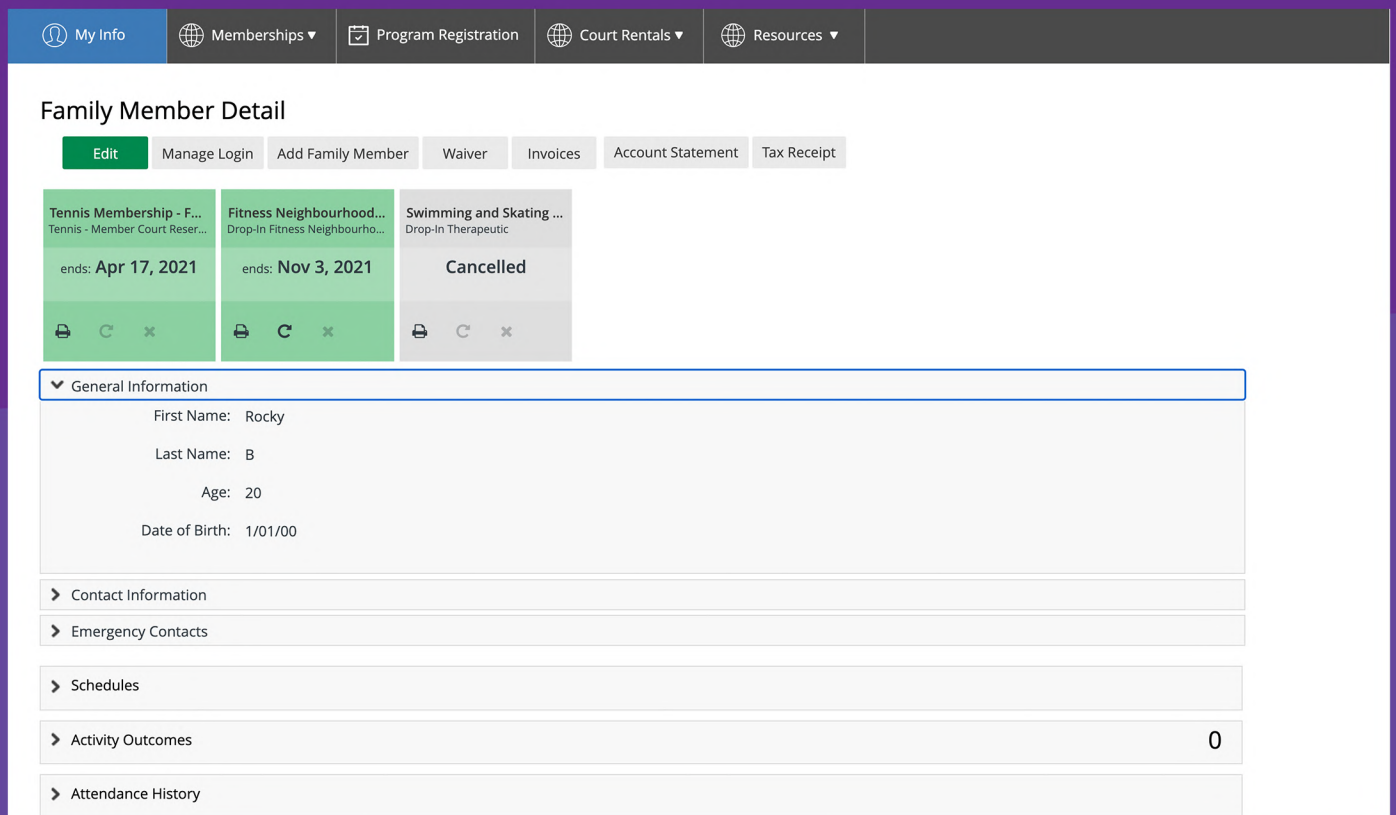 My Info Memberships ▼ Program Registration Court Rentals ▼ Resources ▼
Family Member Detail
Edit Manage Login Add Family Member Waiver Invoices Account Statement Tax Receipt
Tennis Membership - F...
Tennis - Member Court Reser...
ends: Apr 17, 2021
Fitness Neighbourhood...
Drop-In Fitness Neighbourho...
ends: Nov 3, 2021
Swimming and Skating ...
Drop-In Therapeutic
Cancelled
General Information
First Name: Rocky
Last Name: B
Age: 20
Date of Birth: 1/01/00
Contact Information
Emergency Contacts
Schedules
Activity Outcomes 0
Attendance History